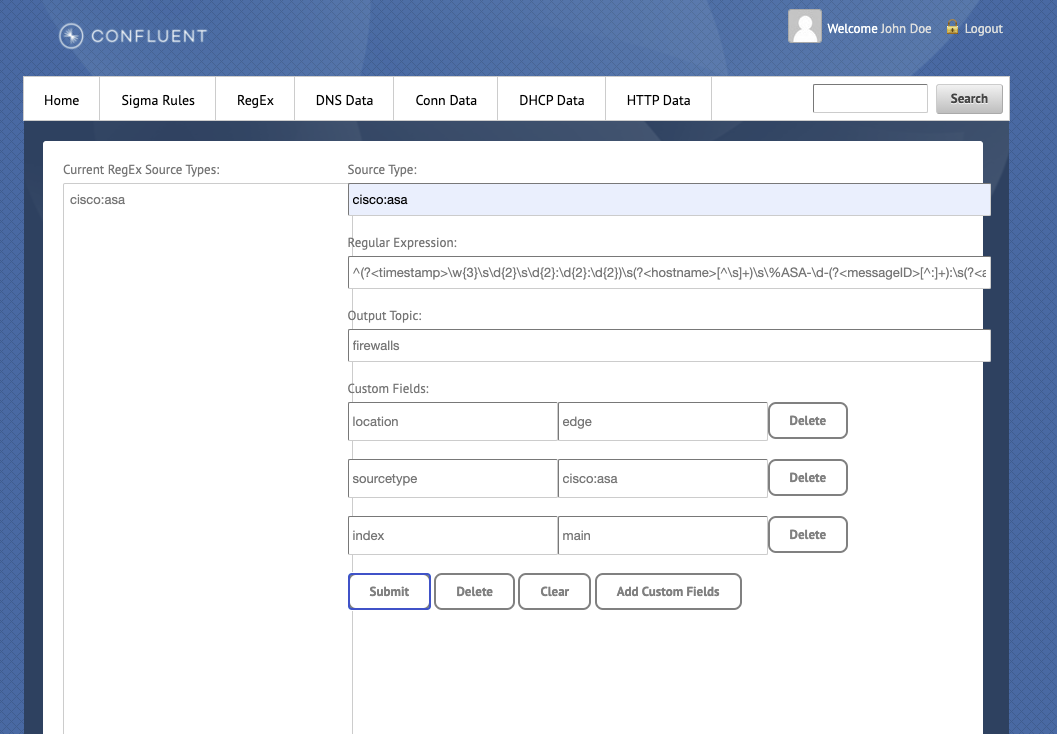 CONFLUENT
Welcome John Doe Logout
Home Sigma Rules RegEx DNS Data Conn Data DHCP Data HTTP Data Search
Current RegEx Source Types:
cisco:asa
Source Type:
cisco:asa
Regular Expression:
^(?<timestamp>\w{3}\s\d{2}\s\d{2}:\d{2}:\d{2})\s(?<hostname>[^\s]+)\s\%ASA-\d-(?<messageID>[^:]+):\s(?<a
Output Topic:
firewalls
Custom Fields:
location edge Delete
sourcetype cisco:asa Delete
index main Delete
Submit Delete Clear Add Custom Fields